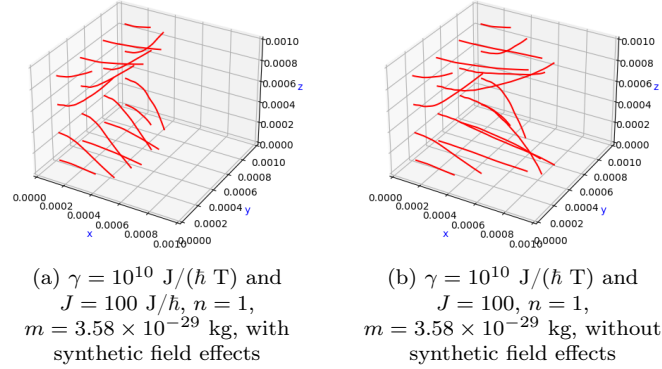 0.0010
0.0008
0.0006
z
0.0004
0.0002
0.0000
0.0010
0.0008
0.0006
y
0.0004
0.0002
0.0000
0.0000
0.0002
0.0004
x
0.0006
0.0008
0.0010
0.0010
0.0008
0.0006
z
0.0004
0.0002
0.0000
0.0010
0.0008
0.0006
y
0.0004
0.0002
0.0000
0.0000
0.0002
0.0004
x
0.0006
0.0008
0.0010
(a) γ = 10¹⁰ J/(ℏ T) and
J = 100 J/ℏ, n = 1,
m = 3.58 × 10⁻²⁹ kg, with
synthetic field effects
(b) γ = 10¹⁰ J/(ℏ T) and
J = 100, n = 1,
m = 3.58 × 10⁻²⁹ kg, without
synthetic field effects